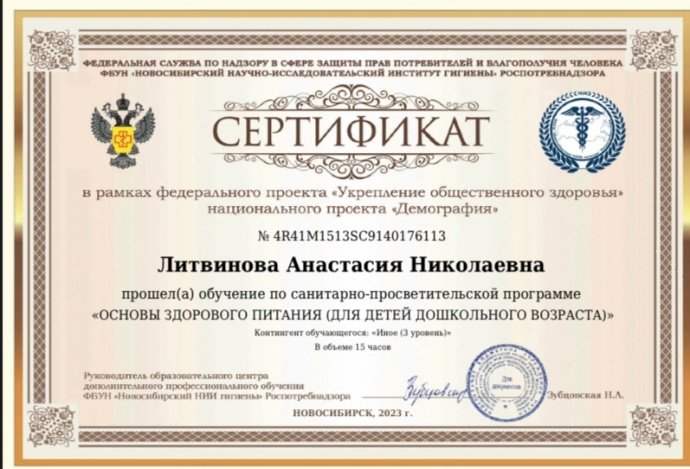 ФЕДЕРАЛЬНАЯ СЛУЖБА ПО НАДЗОРУ В СФЕРЕ ЗАЩИТЫ ПРАВ ПОТРЕБИТЕЛЕЙ И БЛАГОПОЛУЧИЯ ЧЕЛОВЕКА
ФБУН «НОВОСИБИРСКИЙ НАУЧНО-ИССЛЕДОВАТЕЛЬСКИЙ ИНСТИТУТ ГИГИЕНЫ» РОСПОТРЕБНАДЗОРА
СЕРТИФИКАТ
в рамках федерального проекта «Укрепление общественного здоровья»
национального проекта «Демография»
№ 4R41M1513SC9140176113
Литвинова Анастасия Николаевна
прошел(а) обучение по санитарно-просветительской программе
«ОСНОВЫ ЗДОРОВОГО ПИТАНИЯ (ДЛЯ ДЕТЕЙ ДОШКОЛЬНОГО ВОЗРАСТА)»
Контингент обучающегося: «Иное (3 уровень)»
В объеме 15 часов
Руководитель образовательного центра
дополнительного профессионального обучения
ФБУН «Новосибирский НИИ гигиены» Роспотребнадзора
Для
документов
Зубцовская Н.А.
НОВОСИБИРСК, 2023 г.